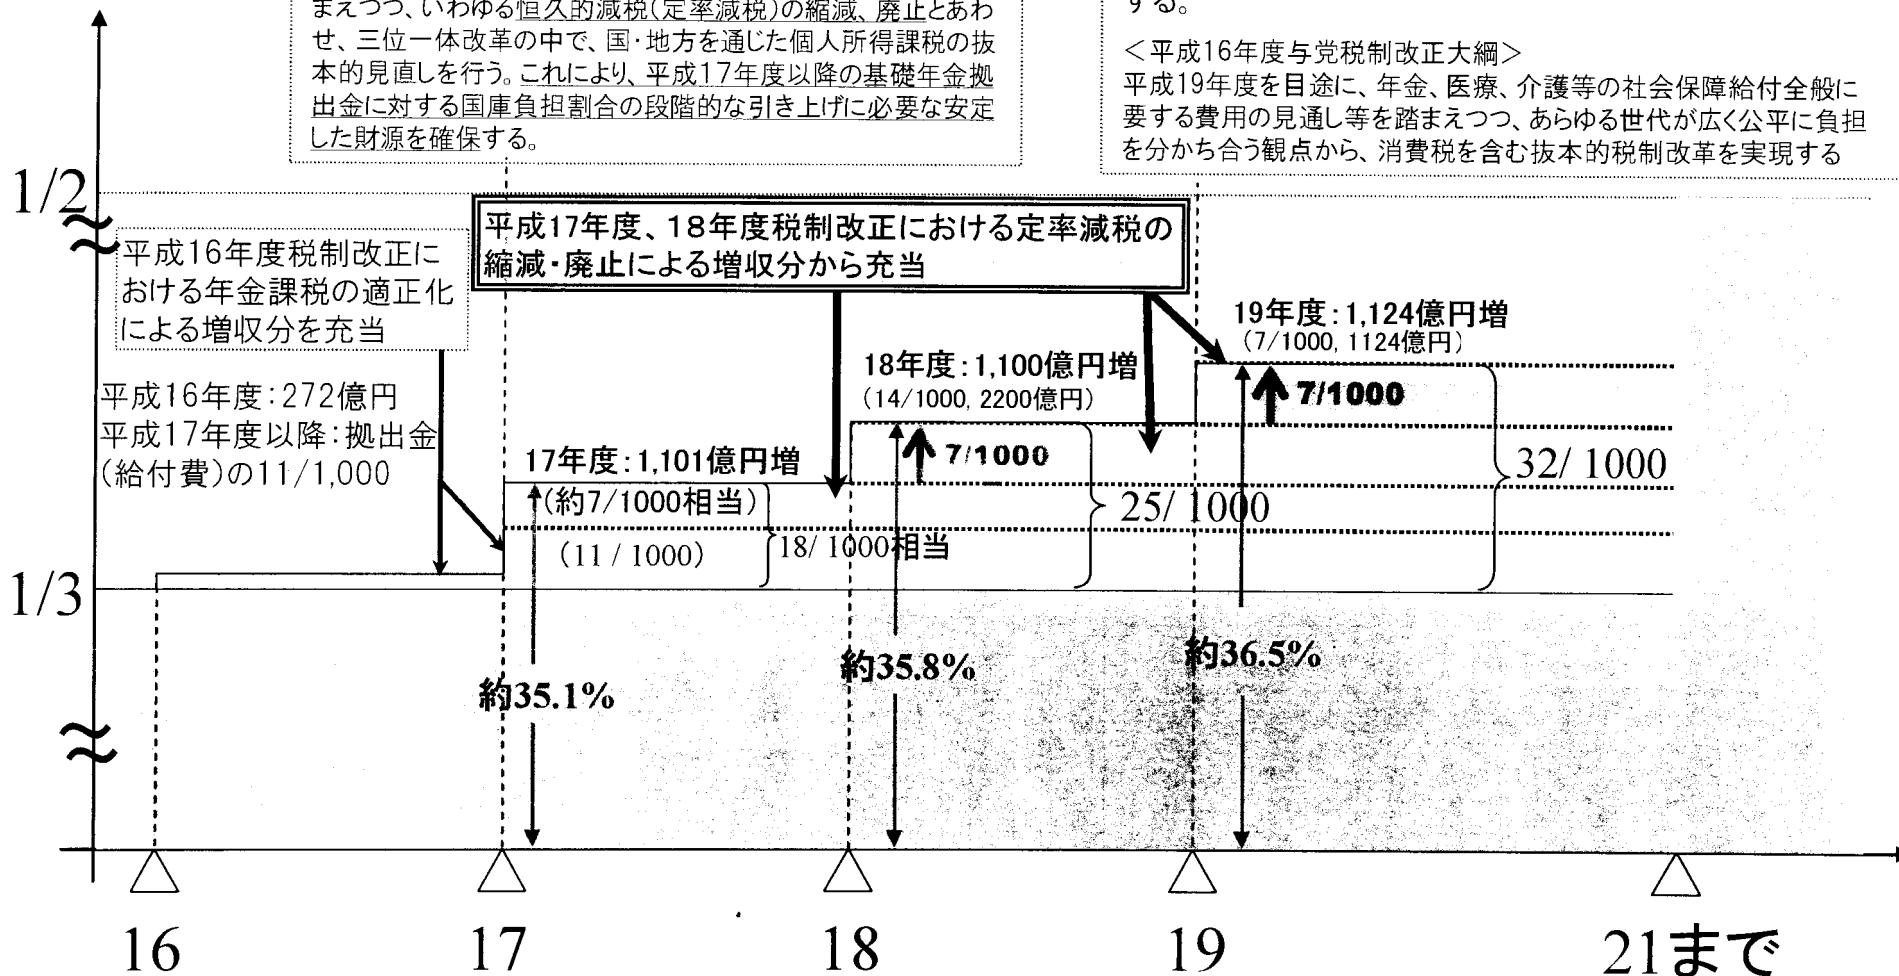 まえつつ、いわゆる恒久的減税(定率減税)の縮減、廃止とあわ
せ、三位一体改革の中で、国・地方を通じた個人所得課税の抜
本的見直しを行う。これにより、平成17年度以降の基礎年金拠
出金に対する国庫負担割合の段階的な引き上げに必要な安定
した財源を確保する。
する。
<平成16年度与党税制改正大綱>
平成19年度を目途に、年金、医療、介護等の社会保障給付全般に
要する費用の見通し等を踏まえつつ、あらゆる世代が広く公平に負担
を分かち合う観点から、消費税を含む抜本的税制改革を実現する
1/2
平成17年度、18年度税制改正における定率減税の
縮減・廃止による増収分から充当
平成16年度税制改正に
おける年金課税の適正化
による増収分を充当
平成16年度:272億円
平成17年度以降:拠出金
(給付費)の11/1,000
19年度:1,124億円増
(7/1000, 1124億円)
7/1000
18年度:1,100億円増
(14/1000, 2200億円)
7/1000
17年度:1,101億円増
(約7/1000相当)
(11 / 1000)
18/ 1000相当
25/ 1000
32/ 1000
1/3
約35.1%
約35.8%
約36.5%
16
17
18
19
21まで